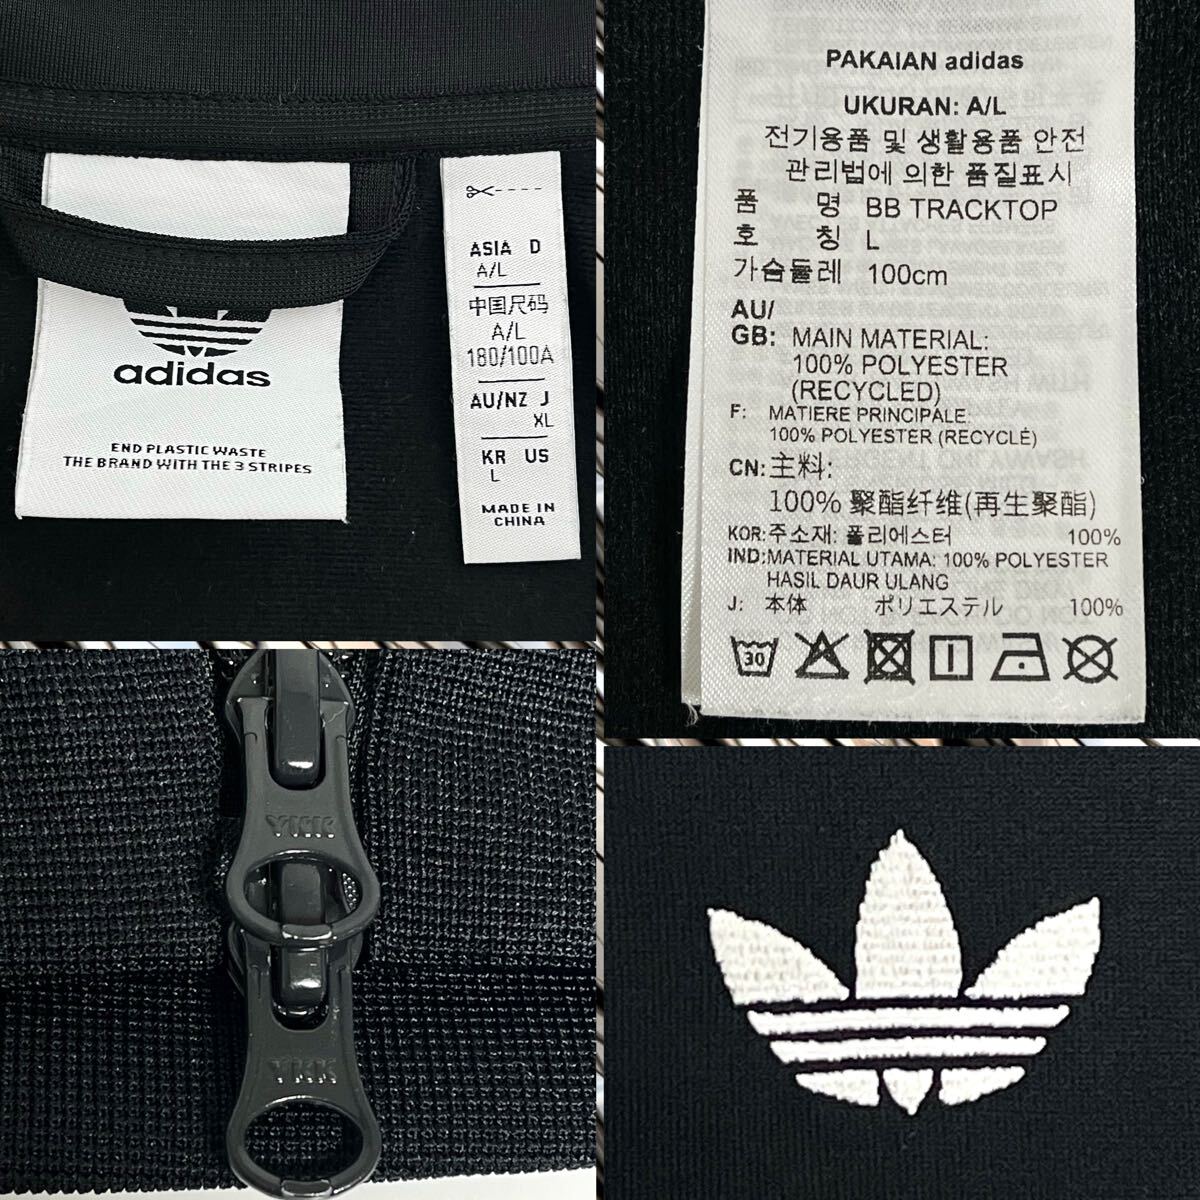 adidas
END PLASTIC WASTE
THE BRAND WITH THE 3 STRIPES
ASIA D
A/L
中国尺码
A/L
180/100A
AU/NZ J
XL
KR US
L
MADE IN
CHINA
PAKAIAN adidas
UKURAN: A/L
전기용품 및 생활용품 안전
관리법에 의한 품질표시
품 명 BB TRACKTOP
호 칭 L
가슴둘레 100cm
AU/
GB: MAIN MATERIAL:
100% POLYESTER
(RECYCLED)
F: MATIERE PRINCIPALE:
100% POLYESTER (RECYCLÉ)
CN: 主料:
100% 聚酯纤维(再生聚酯)
KOR: 주소재: 폴리에스터 100%
IND: MATERIAL UTAMA: 100% POLYESTER
HASIL DAUR ULANG
J: 本体 ポリエステル 100%
30
YKK
YKK